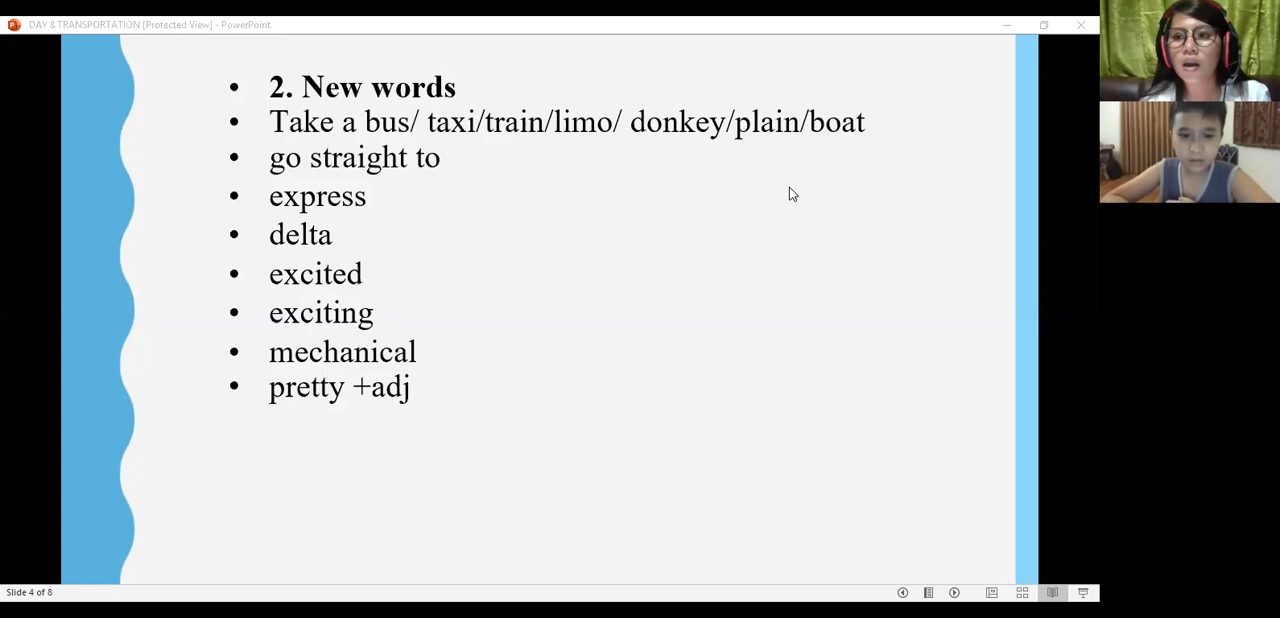 DAY 8 TRANSPORTATION [Protected View] - PowerPoint
• 2. New words
• Take a bus/ taxi/train/limo/ donkey/plain/boat
• go straight to
• express
• delta
• excited
• exciting
• mechanical
• pretty +adj
Slide 4 of 8